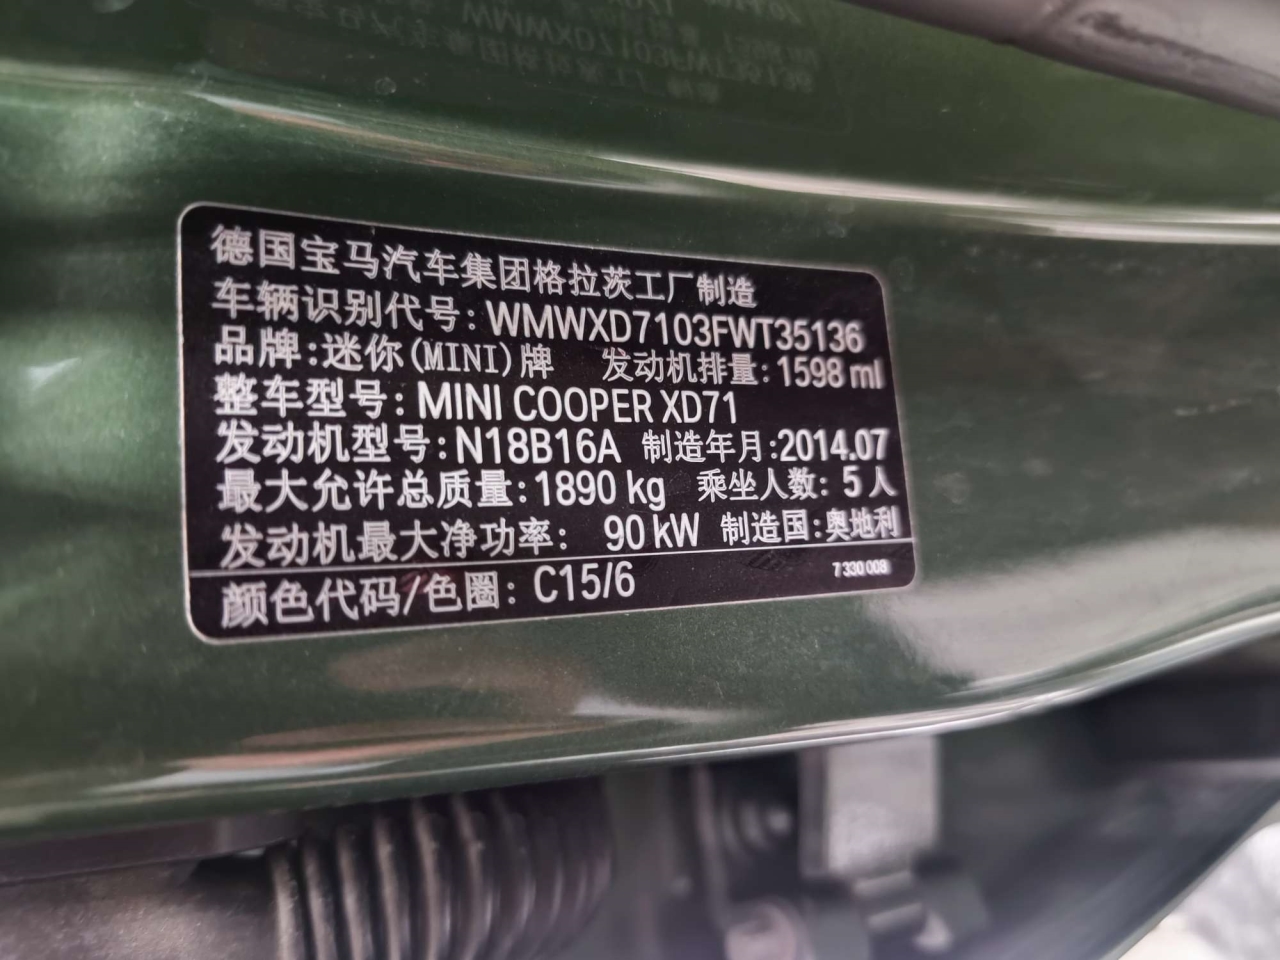 德国宝马汽车集团格拉茨工厂制造
车辆识别代号：WMWXD7103FWT35136
品牌：迷你(MINI)牌 发动机排量：1598 ml
整车型号：MINI COOPER XD71
发动机型号：N18B16A 制造年月：2014.07
最大允许总质量：1890 kg 乘坐人数：5人
发动机最大净功率： 90 kW 制造国：奥地利
颜色代码/色圈：C15/6 7 330 008